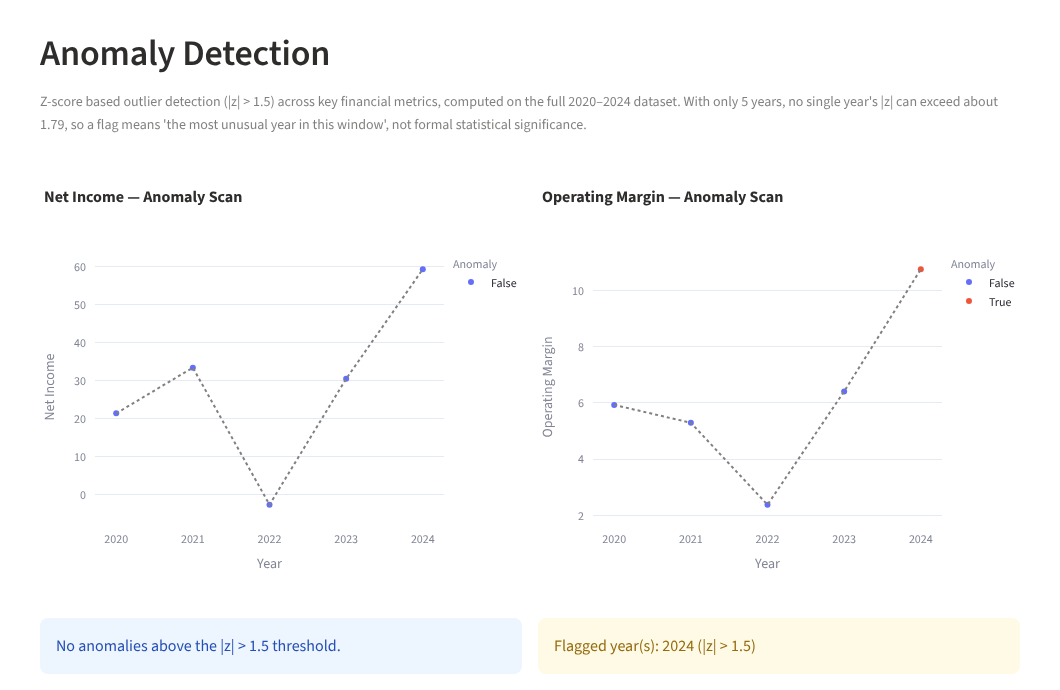 Anomaly Detection
Z-score based outlier detection (|z| > 1.5) across key financial metrics, computed on the full 2020–2024 dataset. With only 5 years, no single year's |z| can exceed about
1.79, so a flag means 'the most unusual year in this window', not formal statistical significance.
Net Income — Anomaly Scan
60
50
40
30
20
10
0
Net Income
2020 2021 2022 2023 2024
Year
Anomaly
False
Operating Margin — Anomaly Scan
10
8
6
4
2
Operating Margin
2020 2021 2022 2023 2024
Year
Anomaly
False
True
No anomalies above the |z| > 1.5 threshold.
Flagged year(s): 2024 (|z| > 1.5)